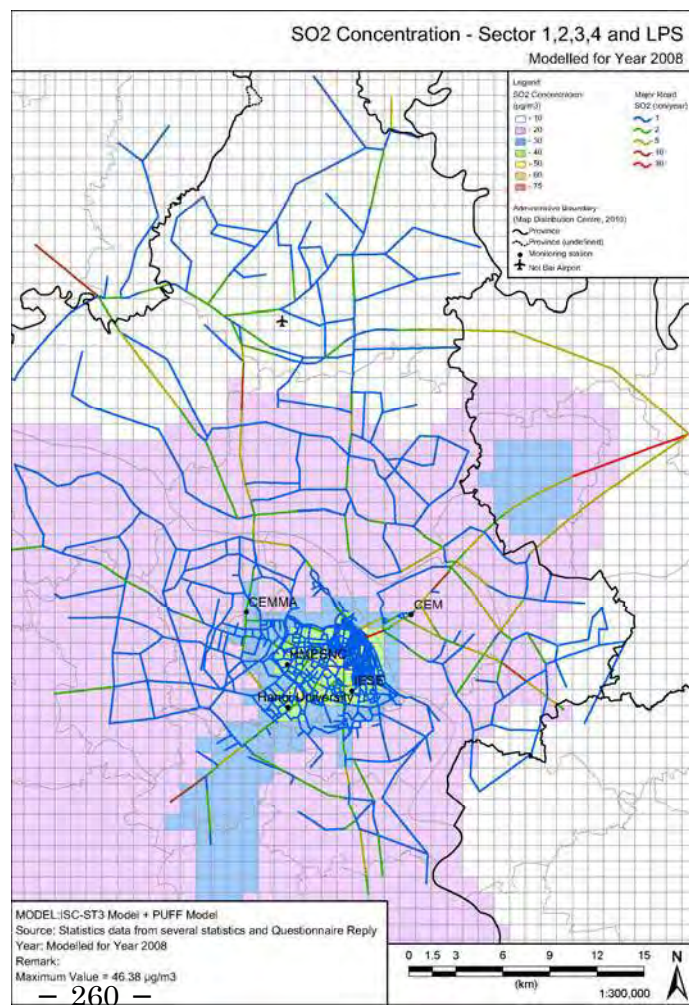 SO2 Concentration - Sector 1,2,3,4 and LPS
Modelled for Year 2008
Legend
SO2 Concentration
(µg/m3)
- 10
- 20
- 30
- 40
- 50
- 60
- 75
Major Road
SO2 (ton/year)
1
2
5
10
Administrative Boundary
(Map Distribution Centre, 2010)
Province
Province (undefined)
Monitoring station
Noi Bai Airport
CEMMA
CEM
IESE
Hanoi University
MODEL:ISC-ST3 Model + PUFF Model
Source: Statistics data from several statistics and Questionnaire Reply
Year: Modelled for Year 2008
Remark:
Maximum Value = 46.38 µg/m3
– 260 –
0 1.5 3 6 9 12 15
(km)
N
1:300,000